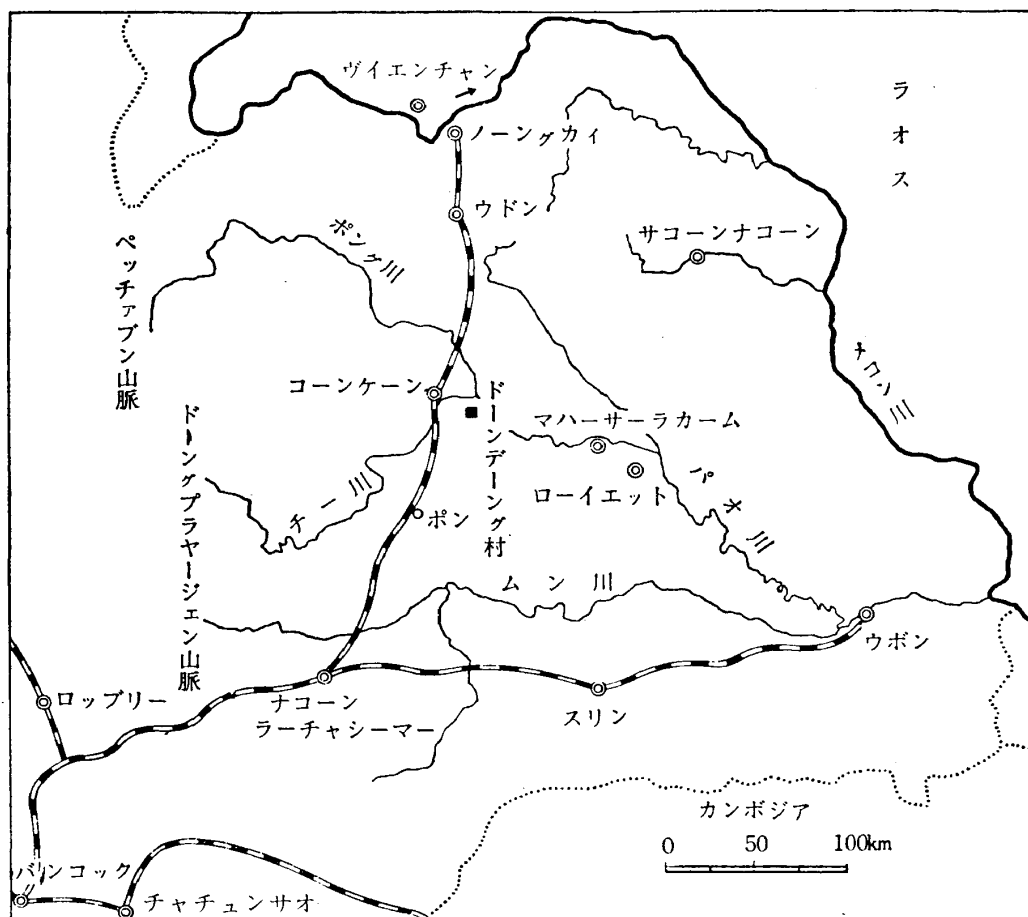 ヴィエンチャン
ラオス
ノーングカィ
ウドン
ポング川
サコーンナコーン
ペッチァブン山脈
メコン川
コーンケーン
ドーンデーング村
マハーサーラカーム
ドーングプラヤージェン山脈
チー川
ローイエット
パオ川
ポン
ムン川
ウボン
ロッブリー
ナコーン
ラーチャシーマー
スリン
カンボジア
0 50 100km
バンコック
チャチュンサオ